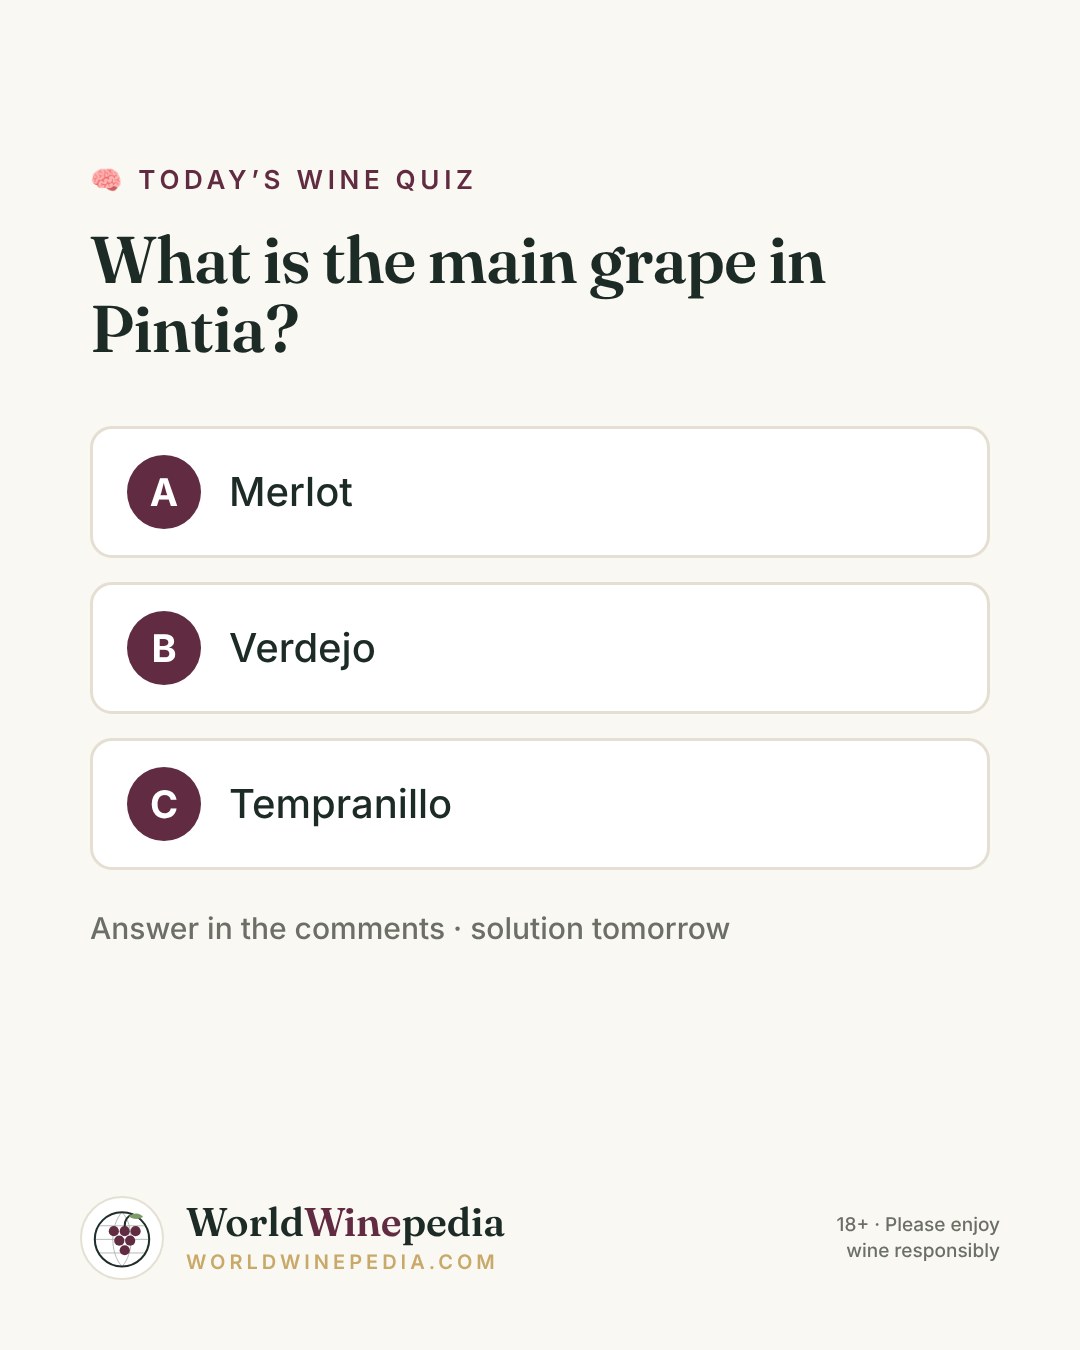 🧠 TODAY’S WINE QUIZ
What is the main grape in
Pintia?
A Merlot
B Verdejo
C Tempranillo
Answer in the comments · solution tomorrow
WorldWinepedia
WORLDWINEPEDIA.COM
18+ · Please enjoy
wine responsibly